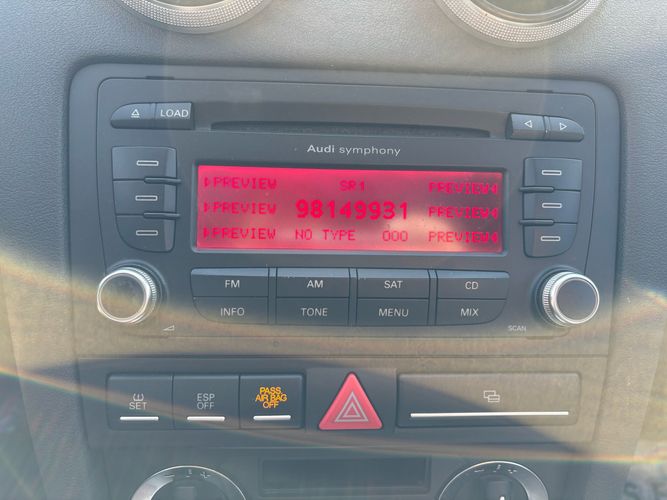 LOAD
Audi symphony
PREVIEW SR1 PREVIEW
PREVIEW 98149931 PREVIEW
PREVIEW NO TYPE 000 PREVIEW
FM AM SAT CD
INFO TONE MENU MIX
SCAN
SET
ESP OFF
PASS AIR BAG OFF